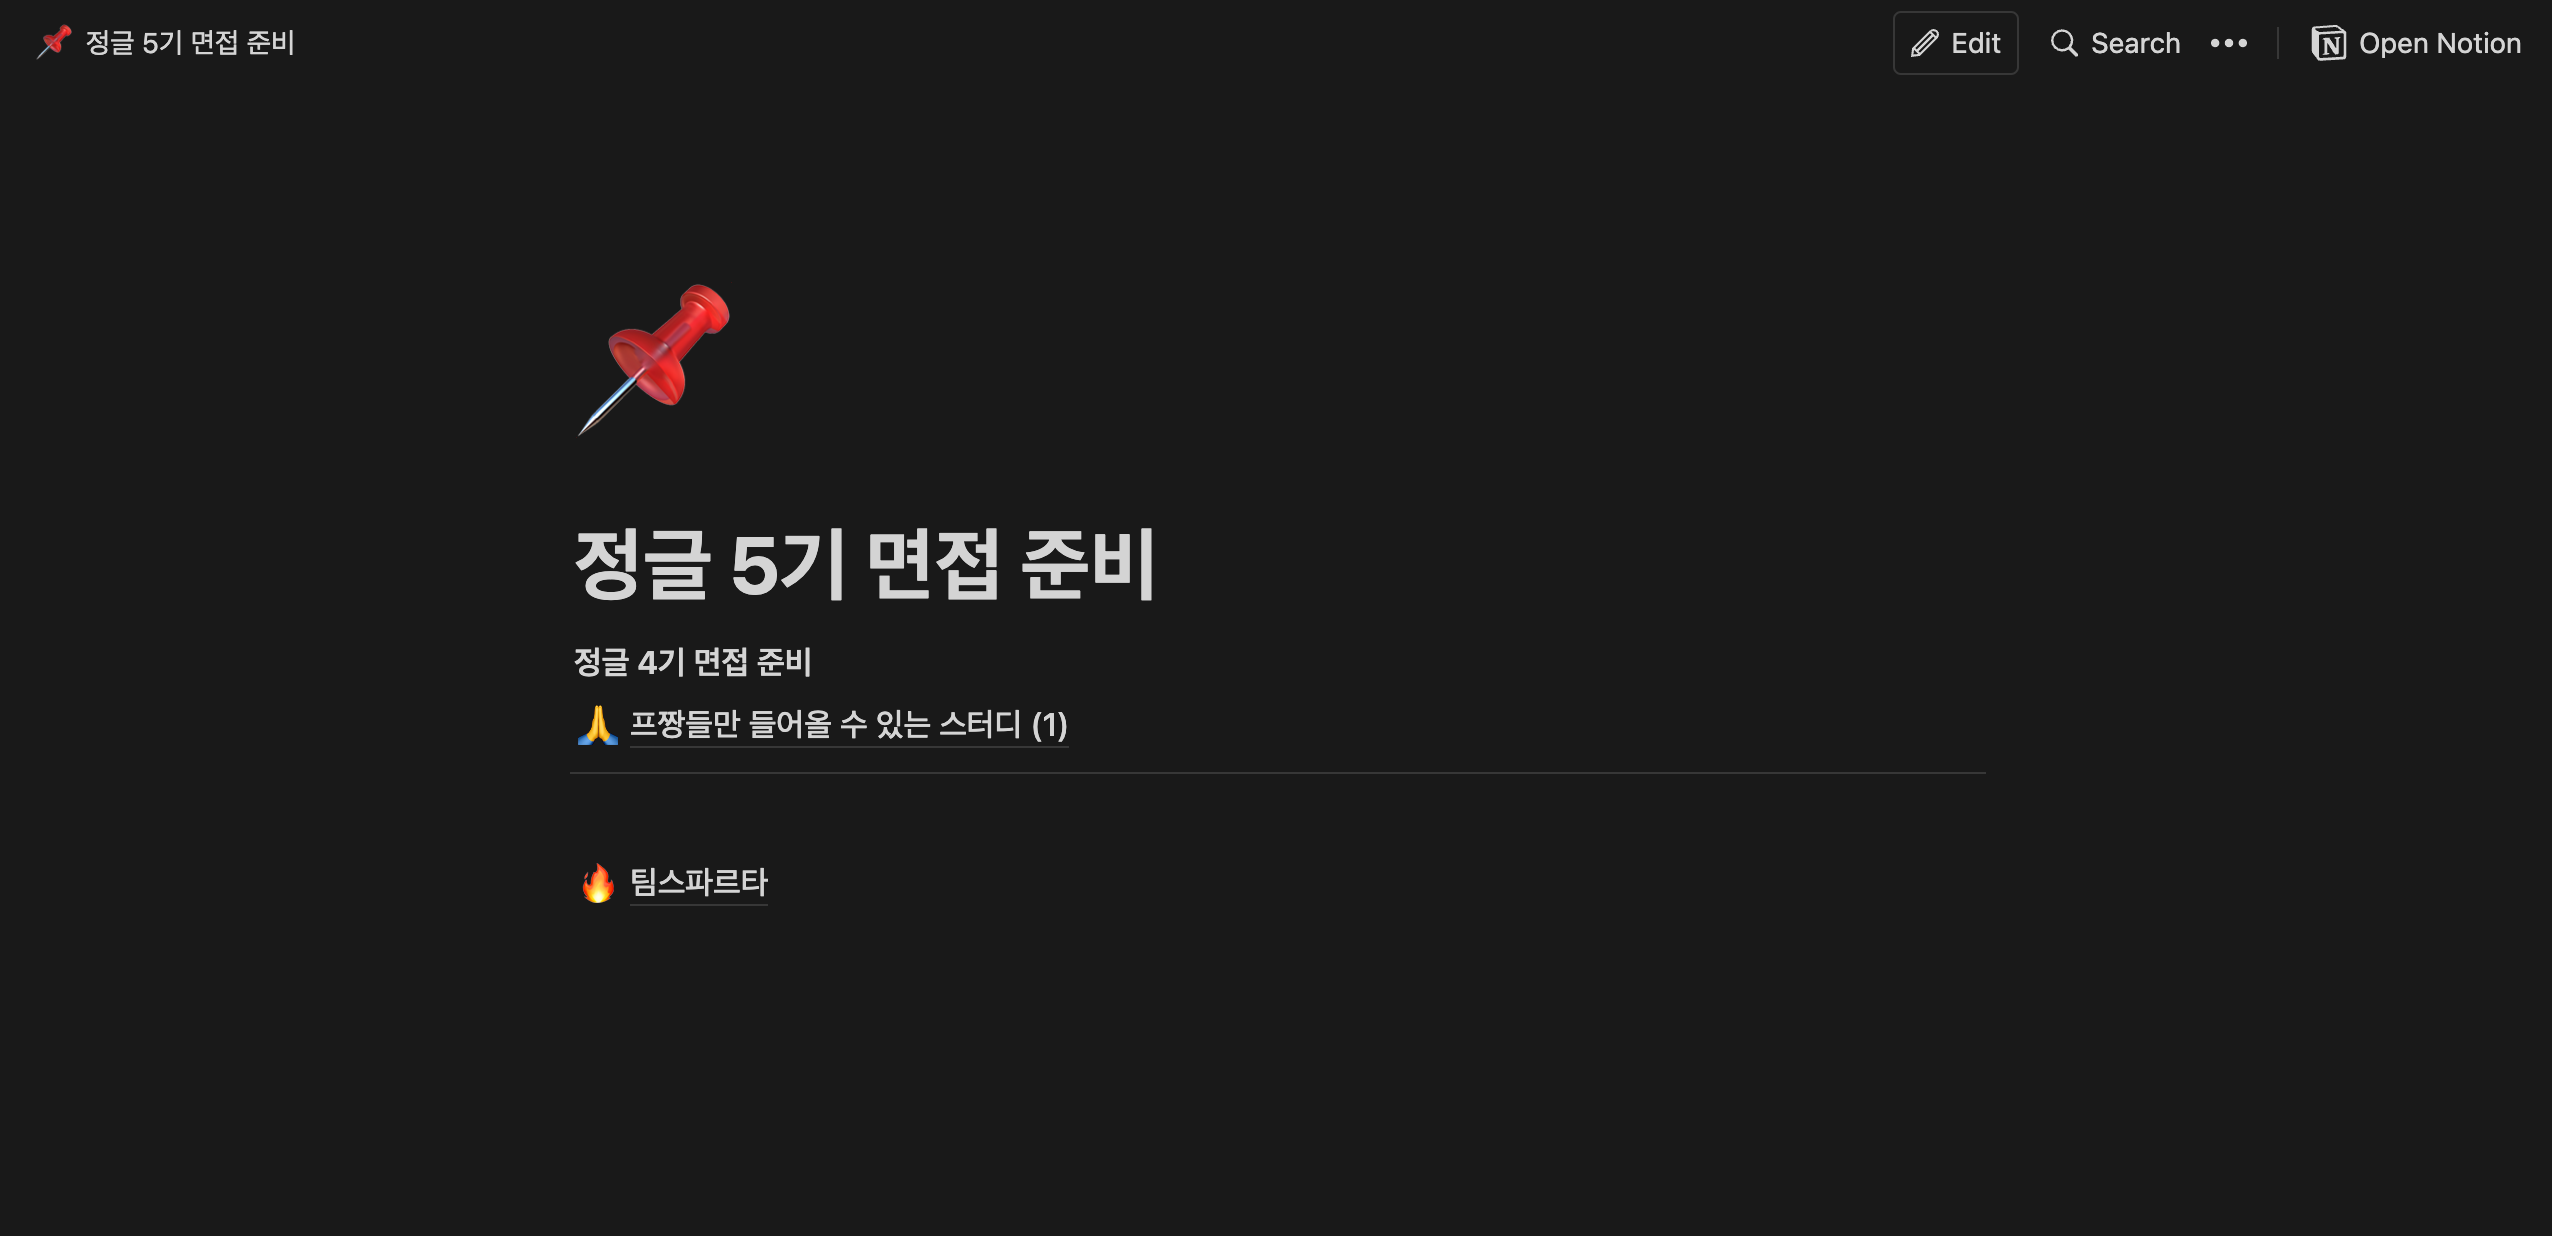 정글 5기 면접 준비
Edit
Search
Open Notion
정글 5기 면접 준비
정글 4기 면접 준비
프짱들만 들어올 수 있는 스터디 (1)
팀스파르타